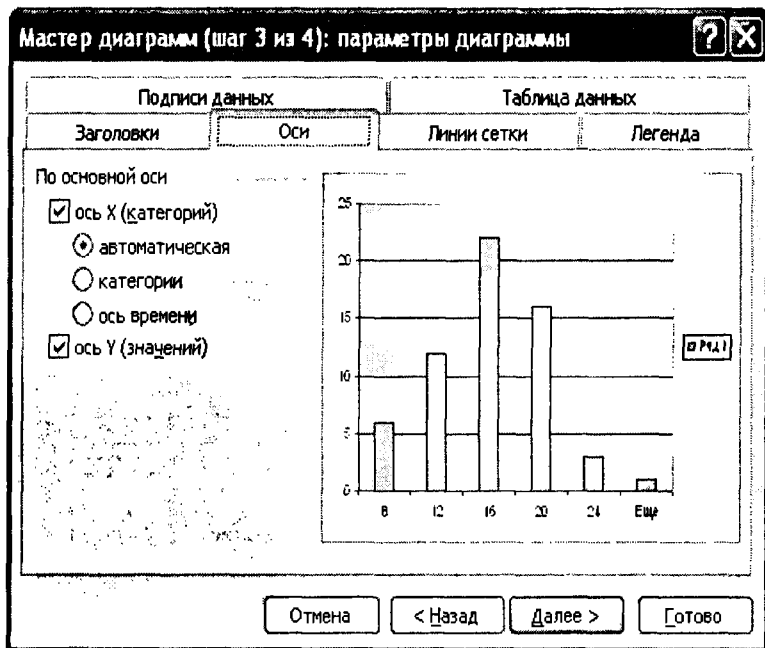 Мастер диаграмм (шаг 3 из 4): параметры диаграммы
Подписи данных Таблица данных
Заголовки Оси Линии сетки Легенда
По основной оси
ось X (категорий)
автоматическая
категории
ось времени
ось Y (значений)
25
20
15
10
5
0
8 12 16 20 24 Еще
Ряд1
Отмена < Назад Далее > Готово